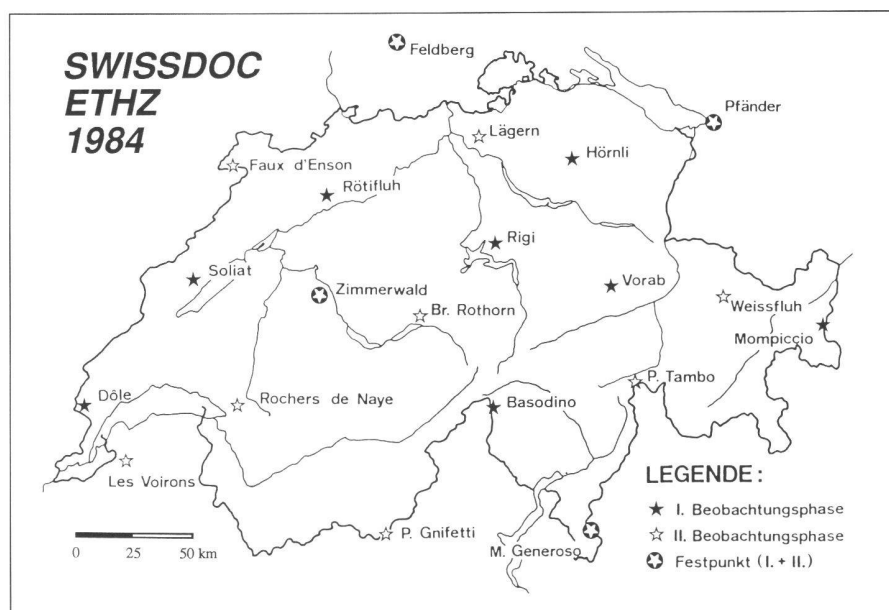 SWISSDOC
ETHZ
1984
Feldberg
Pfänder
Lägern
Hörnli
Faux d'Enson
Rötifluh
Rigi
Soliat
Zimmerwald
Vorab
Weissfluh
Br. Rothorn
Mompiccio
P. Tambo
Dôle
Rochers de Naye
Basodino
Les Voirons
P. Gnifetti
M. Generoso
LEGENDE:
I. Beobachtungsphase
II. Beobachtungsphase
Festpunkt (I. + II.)
0 25 50 km